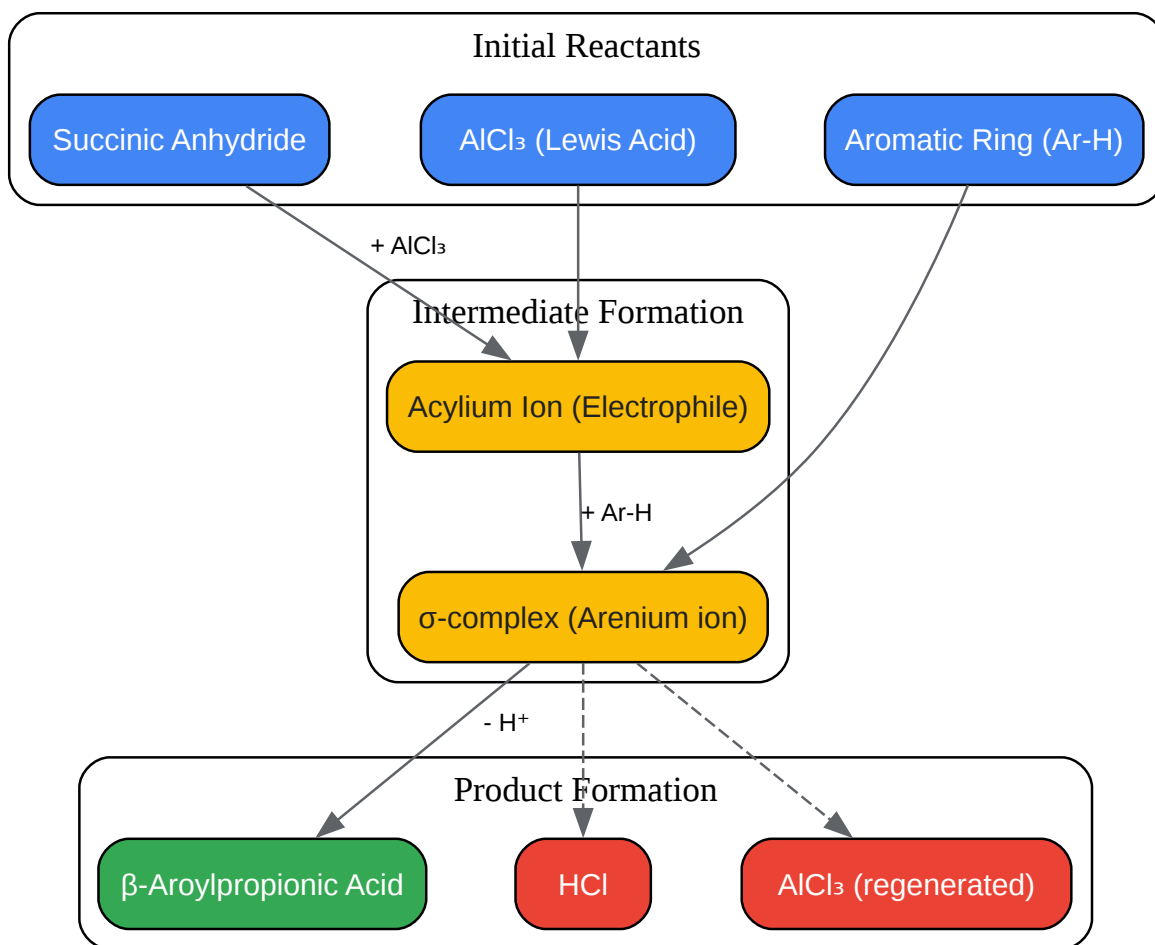 Initial Reactants
Succinic Anhydride
AlCl₃ (Lewis Acid)
Aromatic Ring (Ar-H)
+ AlCl₃
Intermediate Formation
Acylium Ion (Electrophile)
+ Ar-H
σ-complex (Arenium ion)
- H⁺
Product Formation
β-Aroylpropionic Acid
HCl
AlCl₃ (regenerated)